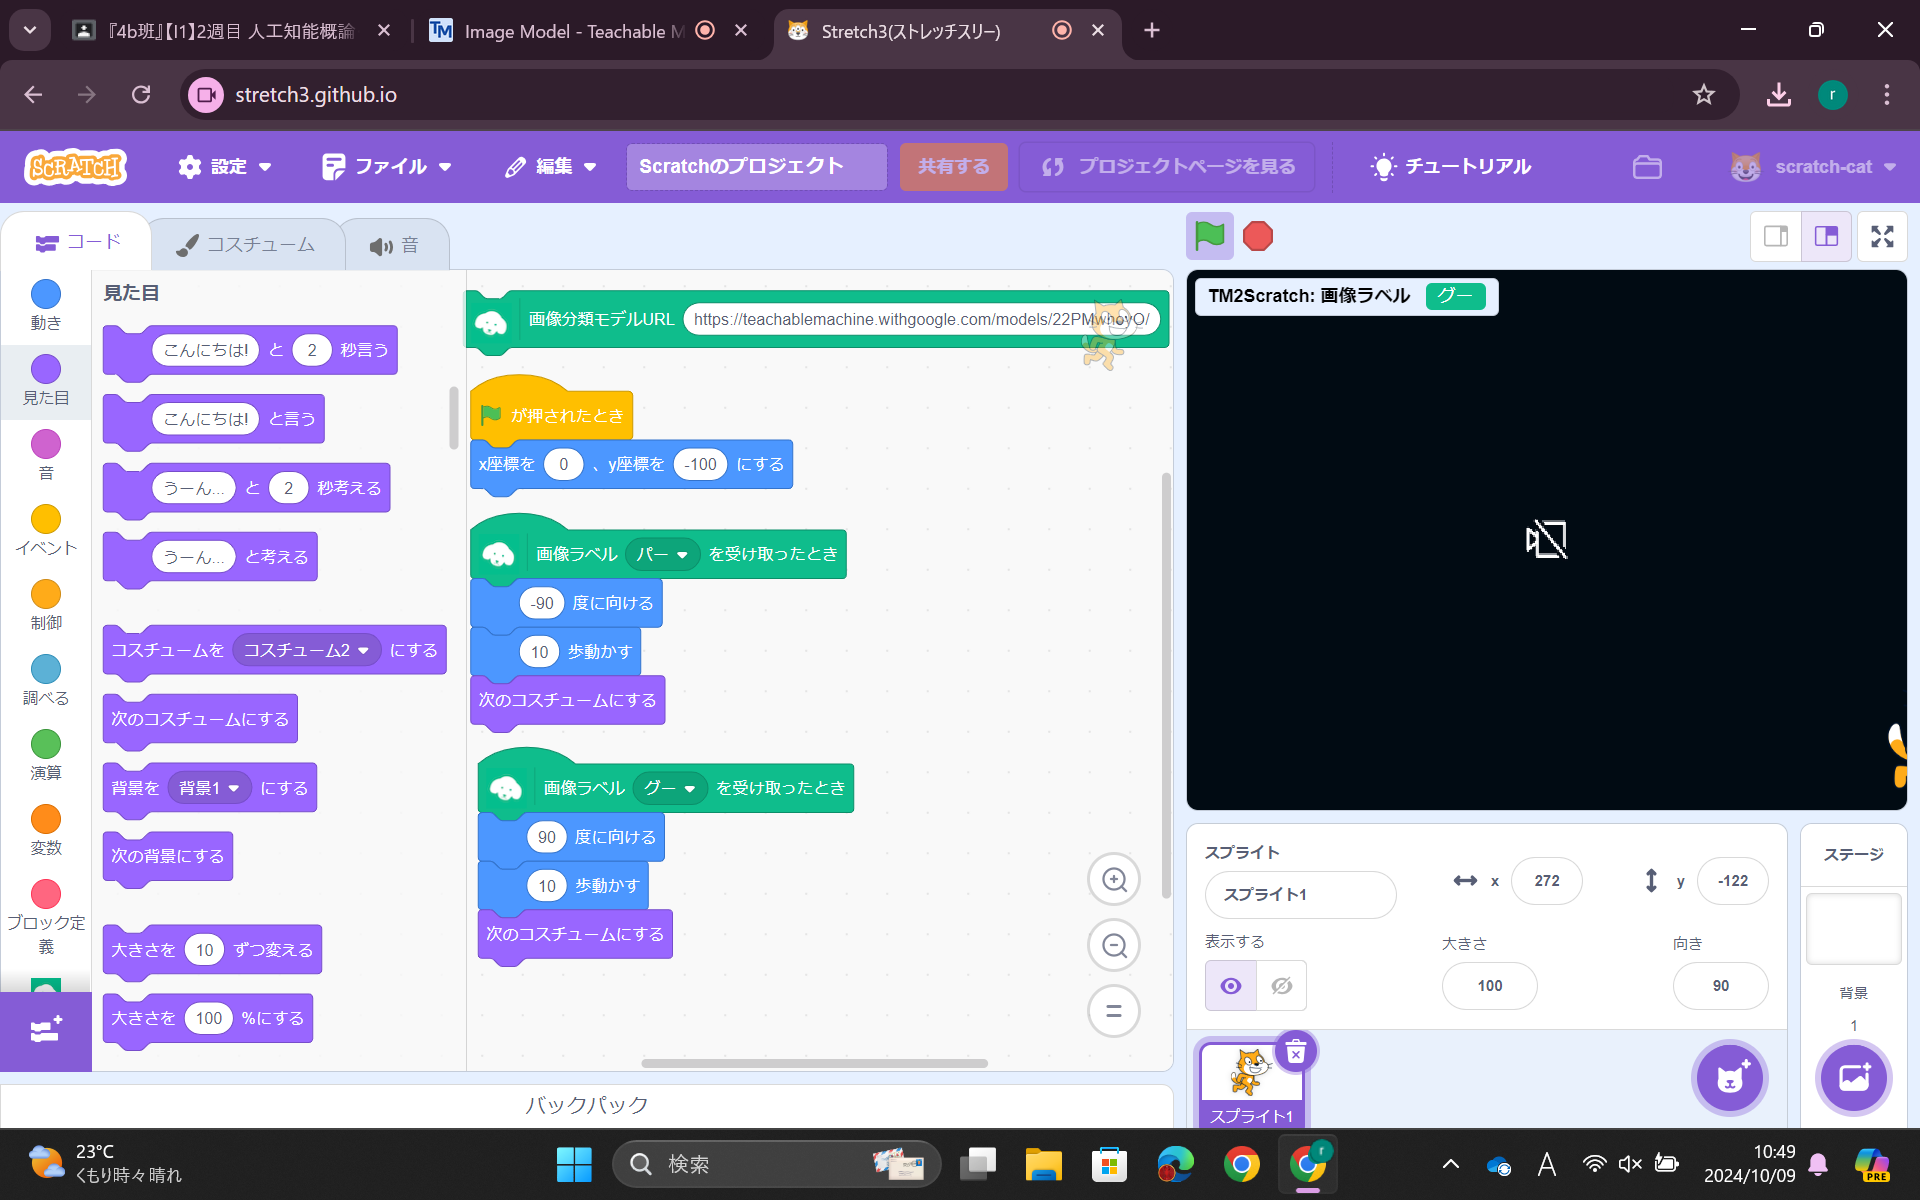 『4b班』【I1】2週目 人工知能概論
Image Model - Teachable M
Stretch3(ストレッチスリー)
stretch3.github.io
r
SCRATCH
設定
ファイル
編集
Scratchのプロジェクト
共有する
プロジェクトページを見る
チュートリアル
scratch-cat
コード
コスチューム
音
動き
見た目
音
イベント
制御
調べる
演算
変数
ブロック定
義
見た目
こんにちは! と 2 秒言う
こんにちは! と言う
うーん... と 2 秒考える
うーん... と考える
コスチュームを コスチューム2 にする
次のコスチュームにする
背景を 背景1 にする
次の背景にする
大きさを 10 ずつ変える
大きさを 100 %にする
画像分類モデルURL https://teachablemachine.withgoogle.com/models/22PMwhoyO/
が押されたとき
x座標を 0 、y座標を -100 にする
画像ラベル パー を受け取ったとき
-90 度に向ける
10 歩動かす
次のコスチュームにする
画像ラベル グー を受け取ったとき
90 度に向ける
10 歩動かす
次のコスチュームにする
バックパック
TM2Scratch: 画像ラベル グー
スプライト
スプライト1
x 272
y -122
表示する
大きさ
100
向き
90
スプライト1
ステージ
背景
1
23°C
くもり時々晴れ
検索
r
A
10:49
2024/10/09
PRE